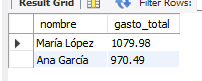 Result Grid Filter Rows:
nombre gasto_total
María López 1079.98
Ana García 970.49